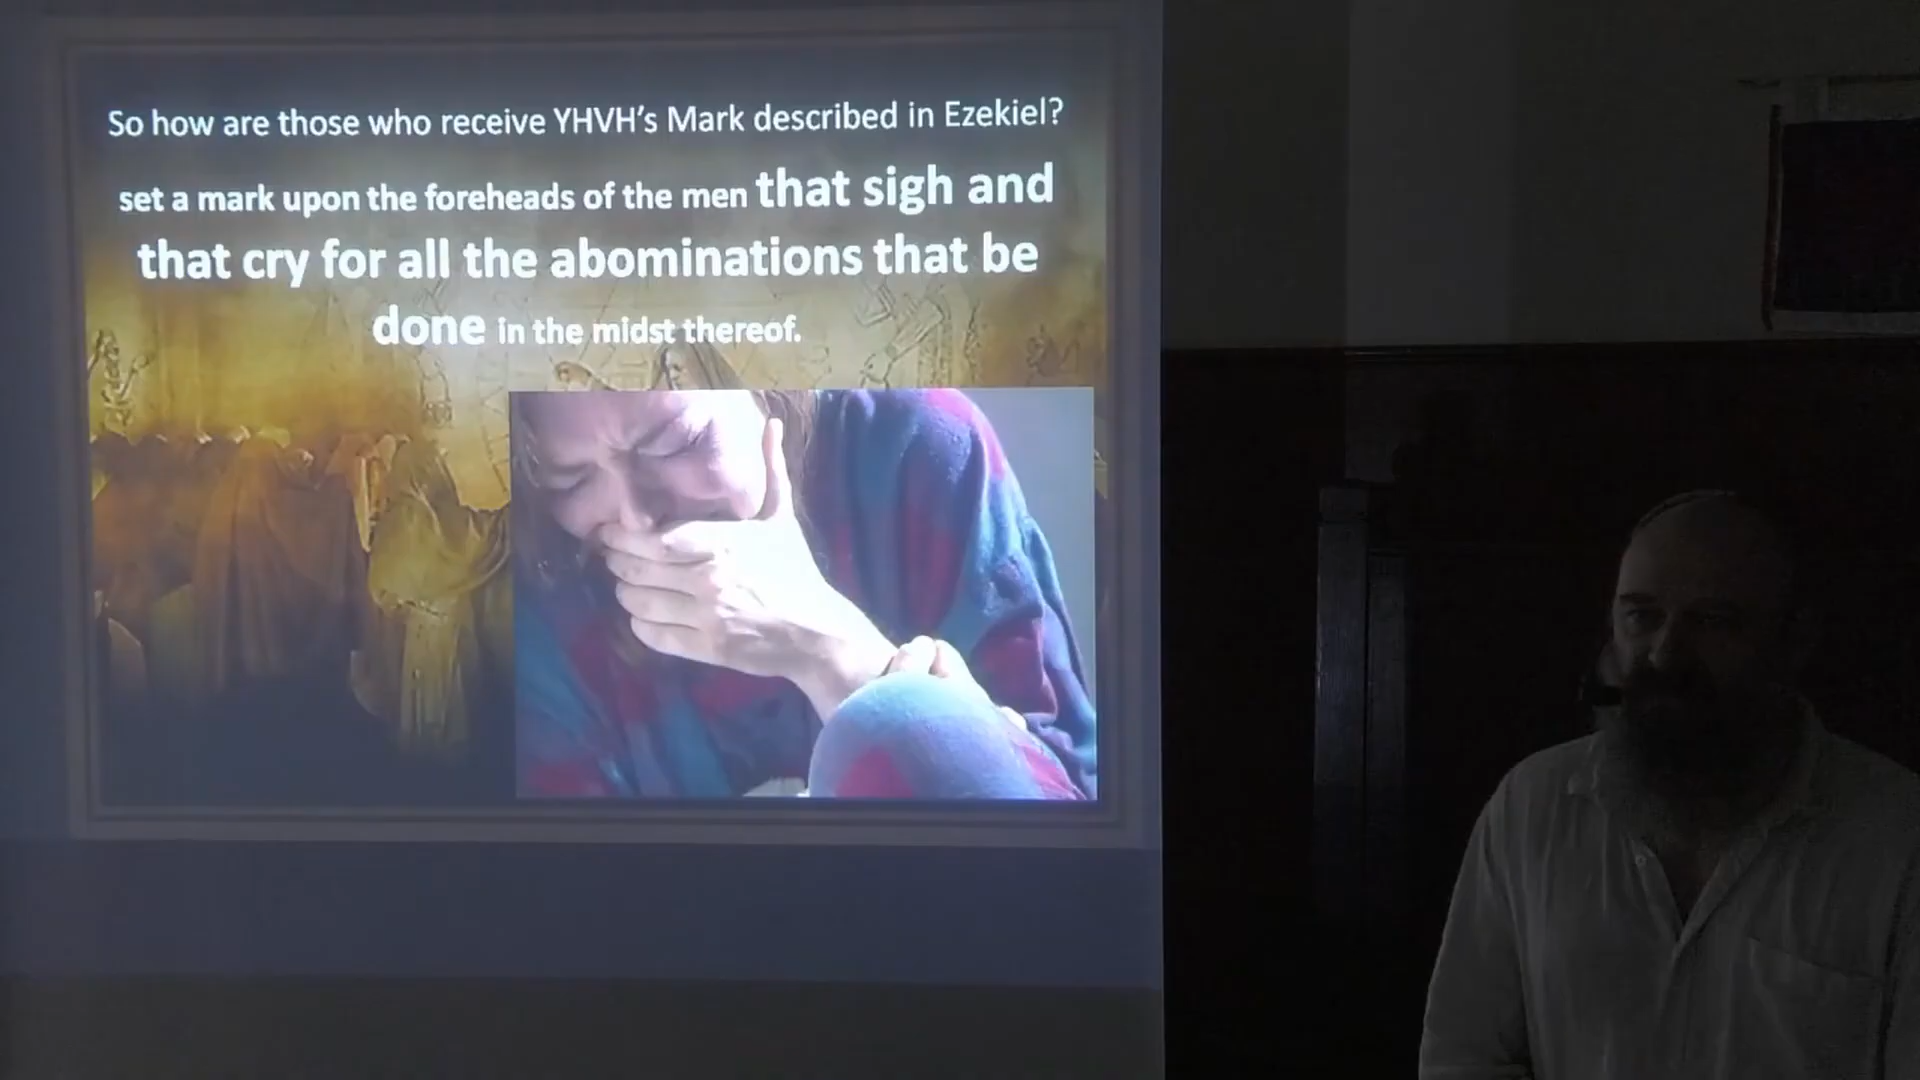 So how are those who receive YHVH's Mark described in Ezekiel?
set a mark upon the foreheads of the men that sigh and
that cry for all the abominations that be
done in the midst thereof.